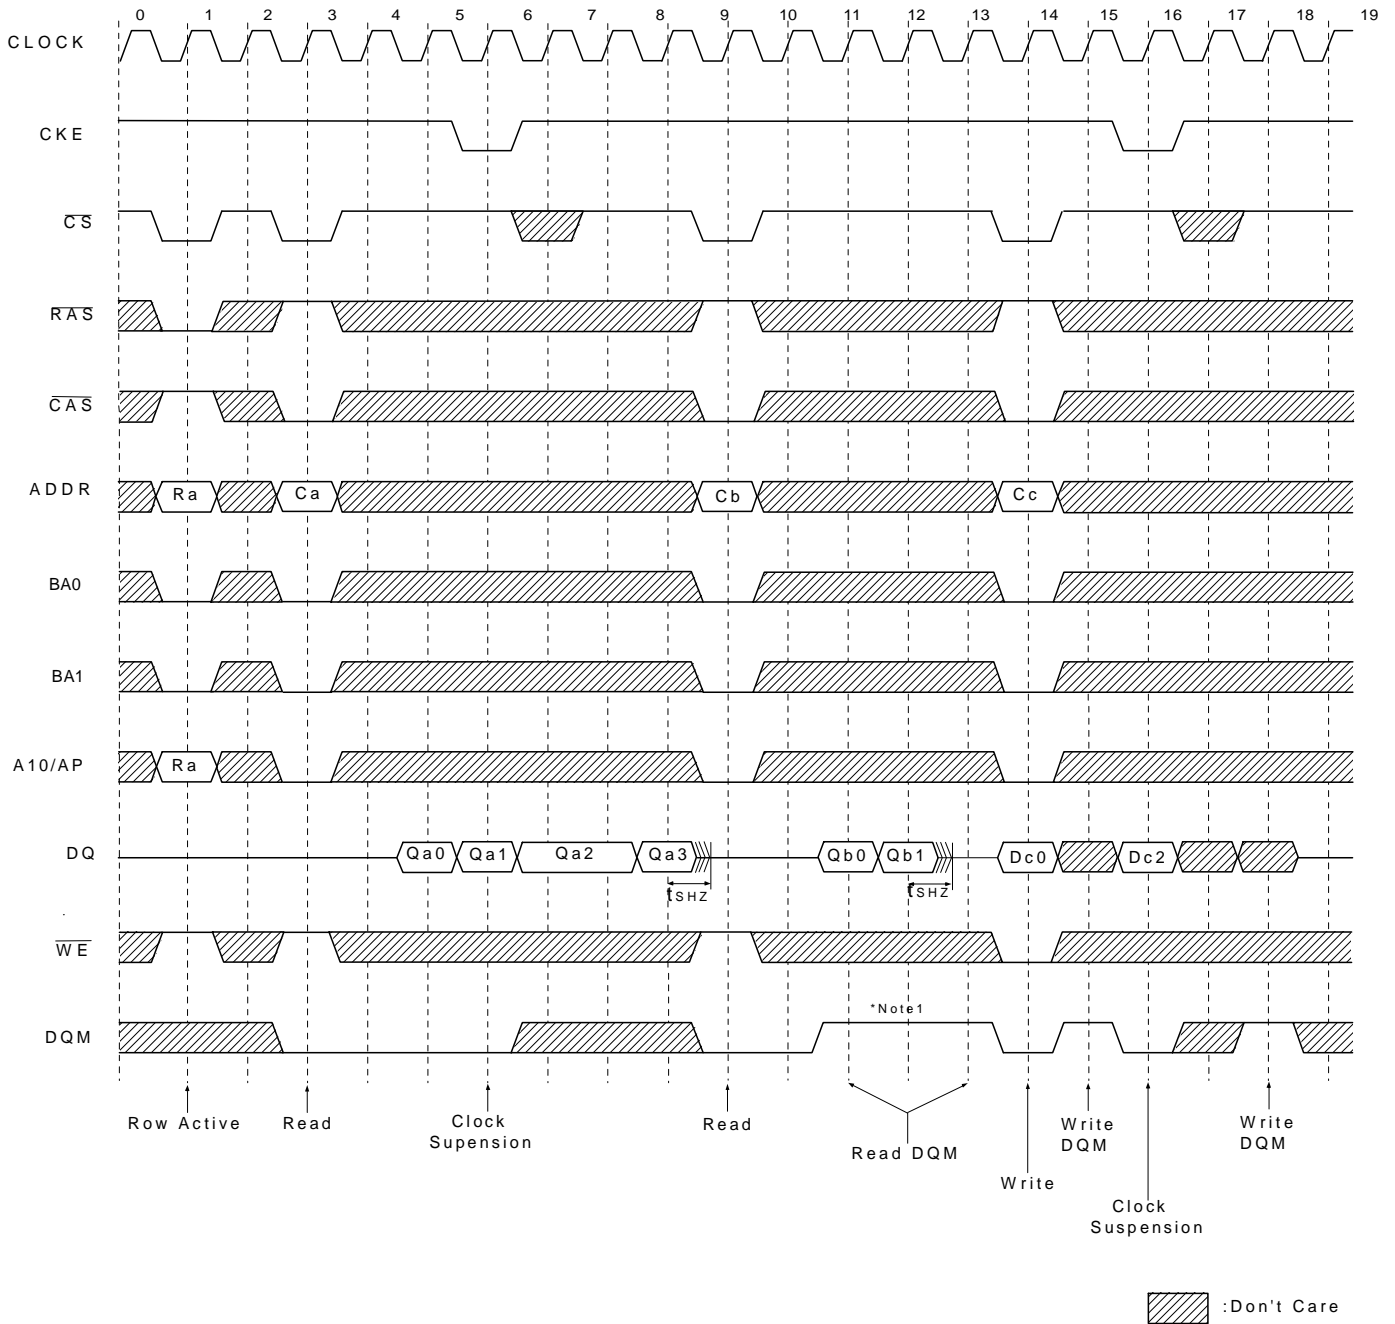 0 1 2 3 4 5 6 7 8 9 10 11 12 13 14 15 16 17 18 19
CLOCK
CKE
CS
RAS
CAS
ADDR Ra Ca Cb Cc
BA0
BA1
A10/AP Ra
DQ Qa0 Qa1 Qa2 Qa3 Qb0 Qb1 Dc0 Dc2
tSHZ tSHZ
WE
*Note1
DQM
Row Active Read Clock Supension Read Read DQM Write Write DQM Clock Suspension Write DQM
:Don't Care